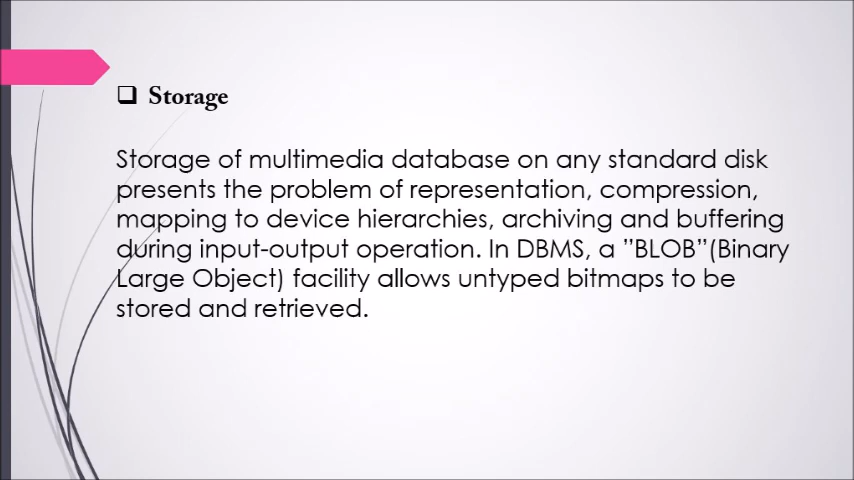 Storage
Storage of multimedia database on any standard disk
presents the problem of representation, compression,
mapping to device hierarchies, archiving and buffering
during input-output operation. In DBMS, a ”BLOB”(Binary
Large Object) facility allows untyped bitmaps to be
stored and retrieved.